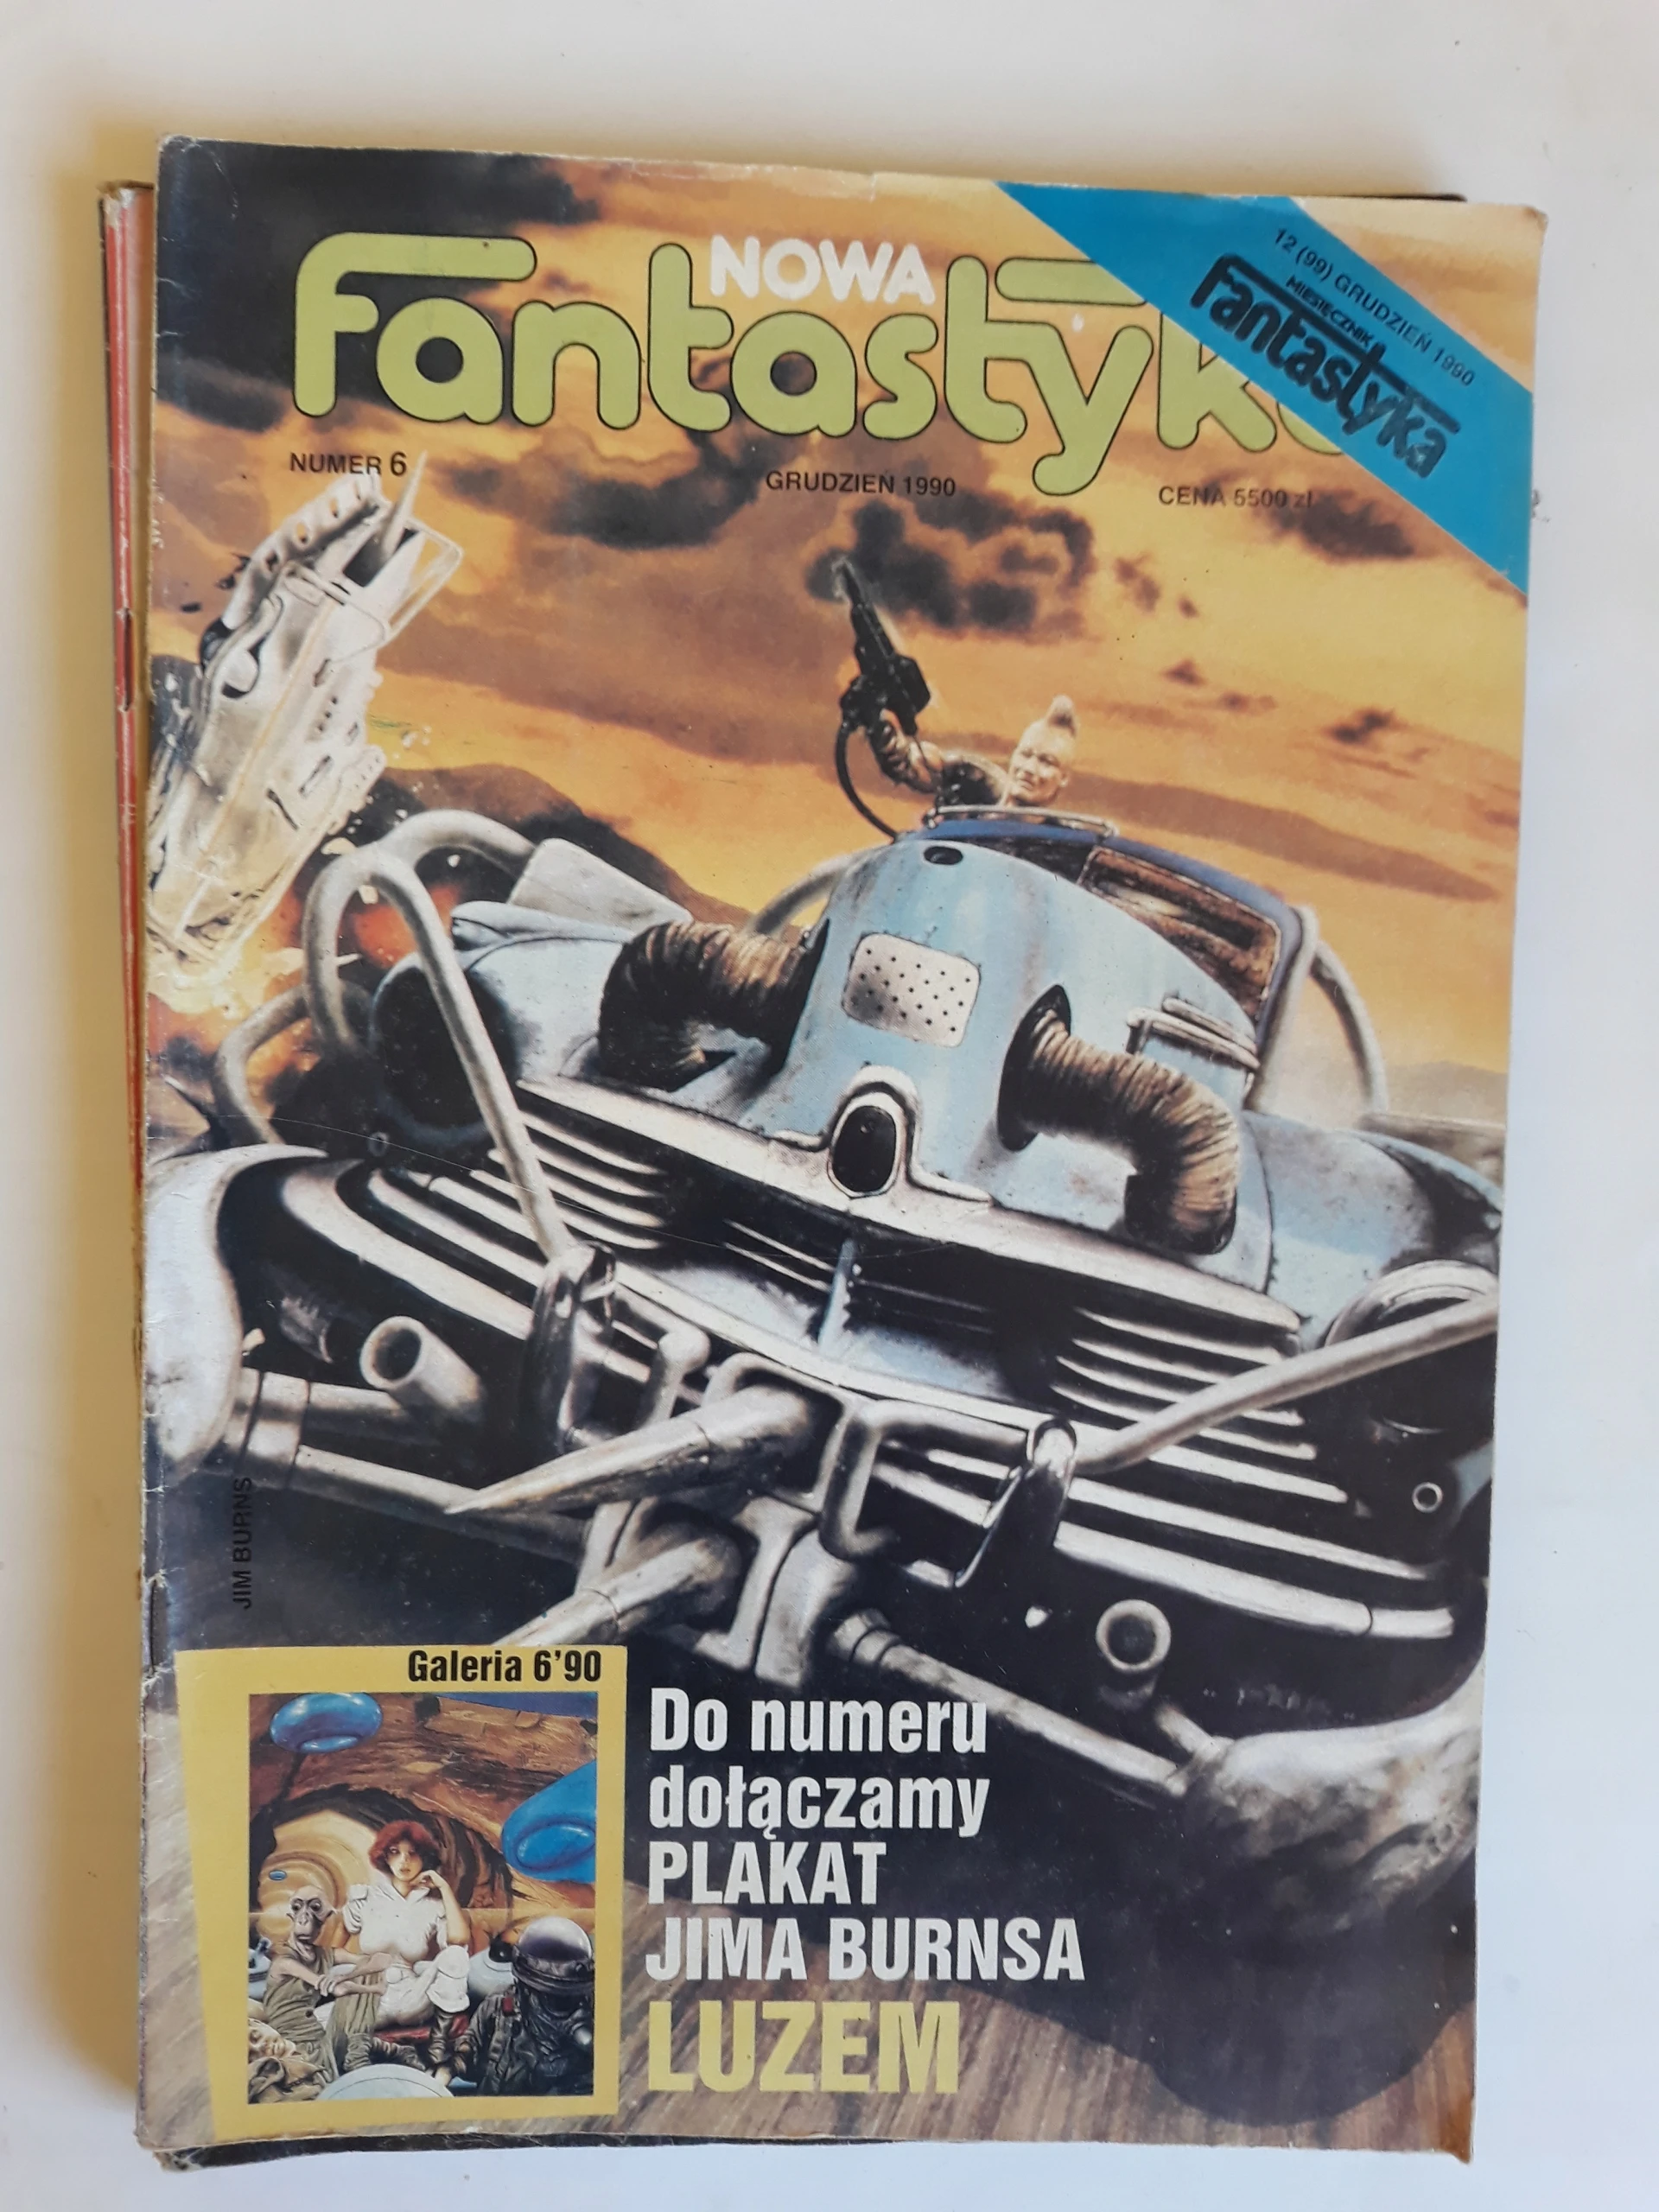 NOWA
Fantastyk
12 (99) GRUDZIEŃ 1990
MIESIĘCZNIK
Fantastyka
NUMER 6
GRUDZIEŃ 1990
CENA 5500 zł
JIM BURNS
Galeria 6'90
Do numeru
dołączamy
PLAKAT
JIMA BURNSA
LUZEM